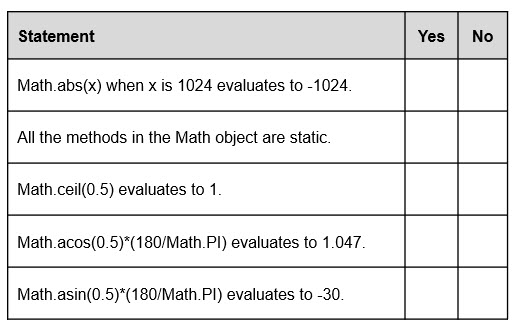 Statement Yes No
Math.abs(x) when x is 1024 evaluates to -1024.
All the methods in the Math object are static.
Math.ceil(0.5) evaluates to 1.
Math.acos(0.5)*(180/Math.PI) evaluates to 1.047.
Math.asin(0.5)*(180/Math.PI) evaluates to -30.